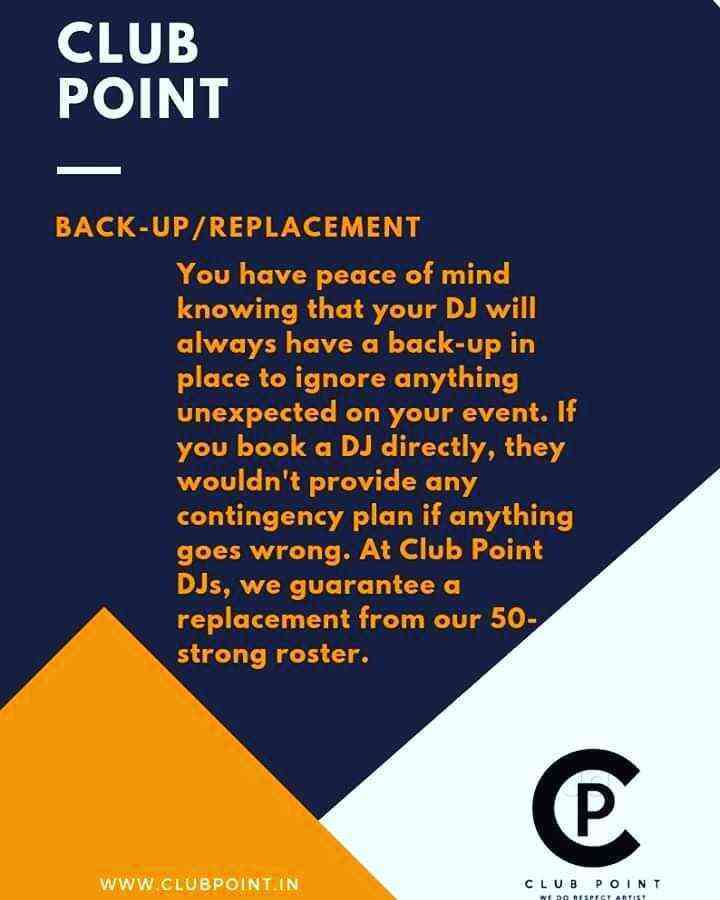 CLUB
POINT
BACK-UP/REPLACEMENT
You have peace of mind
knowing that your DJ will
always have a back-up in
place to ignore anything
unexpected on your event. If
you book a DJ directly, they
wouldn't provide any
contingency plan if anything
goes wrong. At Club Point
DJs, we guarantee a
replacement from our 50-
strong roster.
CP
WWW.CLUBPOINT.IN
CLUB POINT
WE DO RESPECT ARTIST